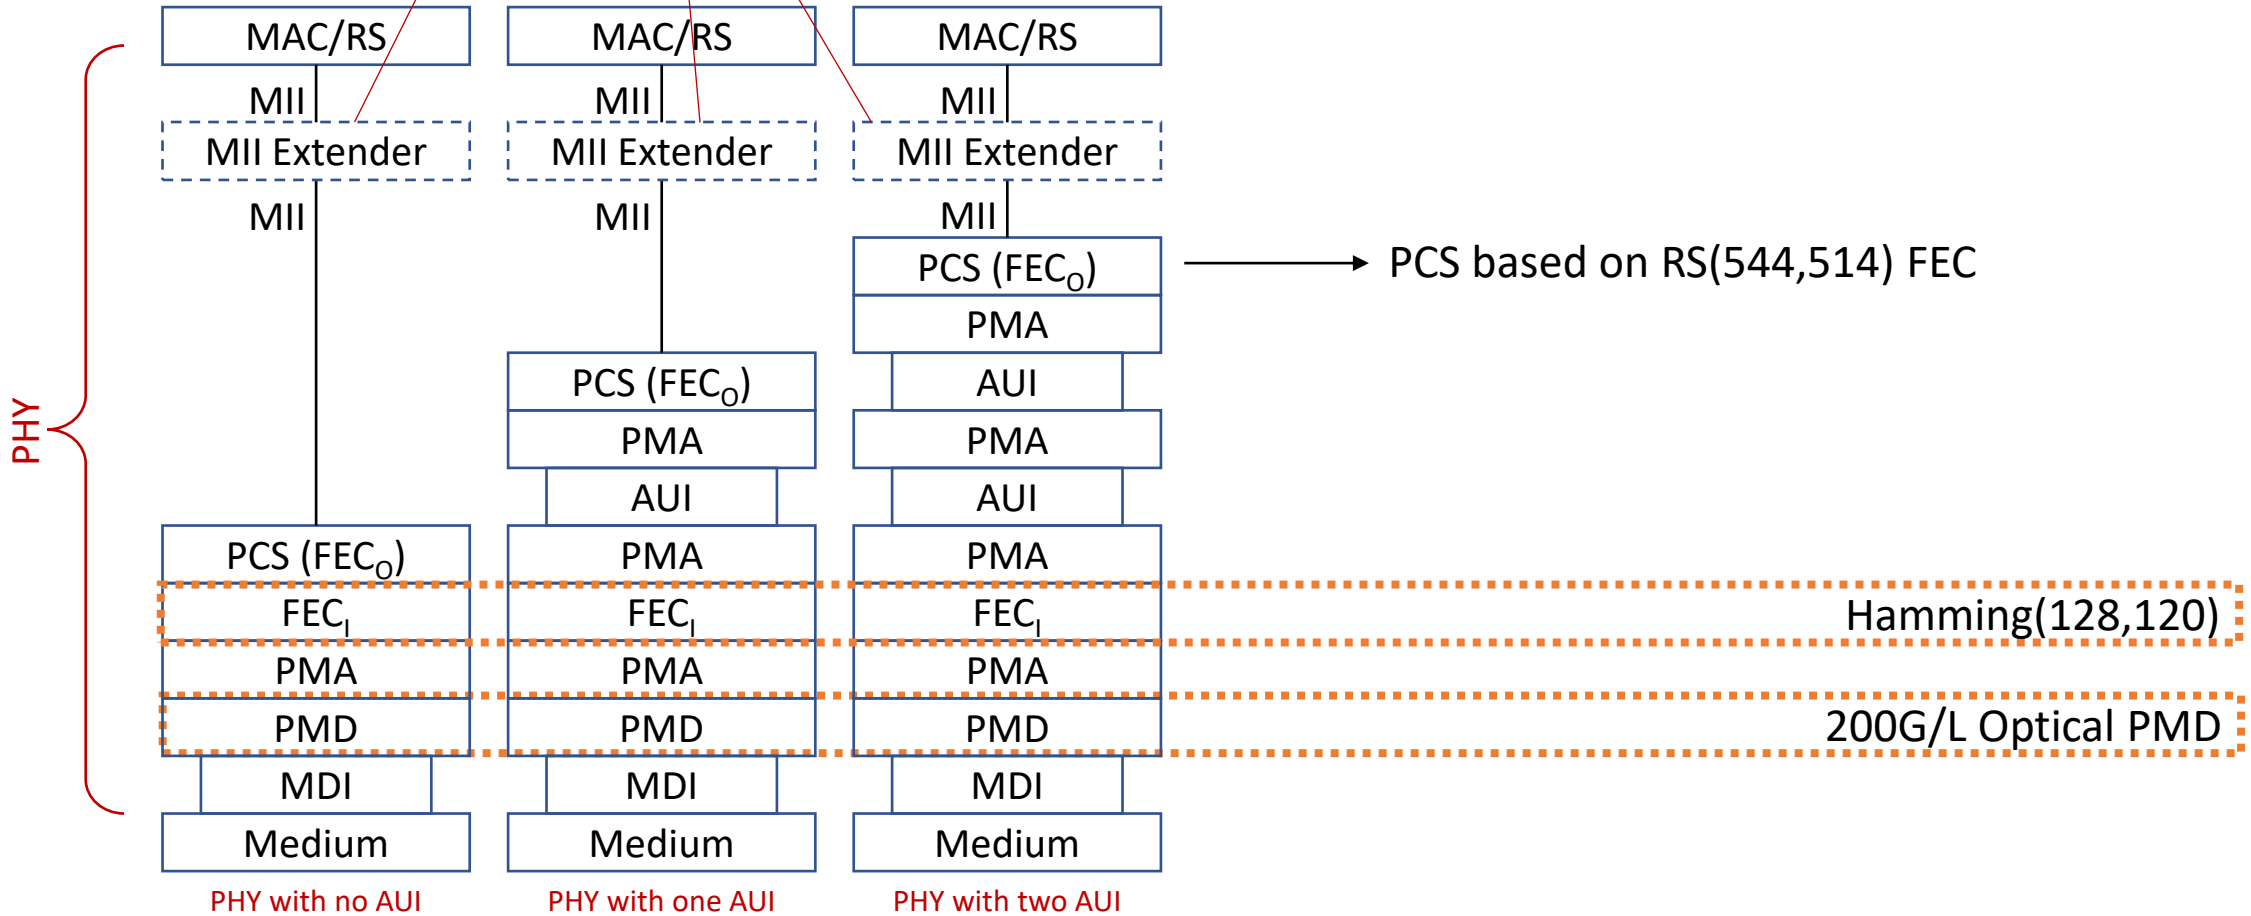 MAC/RS MAC/RS MAC/RS
MII MII MII
MII Extender MII Extender MII Extender
MII MII MII
PCS (FECO) PCS based on RS(544,514) FEC
PMA
PCS (FECO) AUI
PHY
PMA PMA
AUI AUI
PCS (FECO) PMA PMA
FECI FECI FECI Hamming(128,120)
PMA PMA PMA
PMD PMD PMD 200G/L Optical PMD
MDI MDI MDI
Medium Medium Medium
PHY with no AUI PHY with one AUI PHY with two AUI